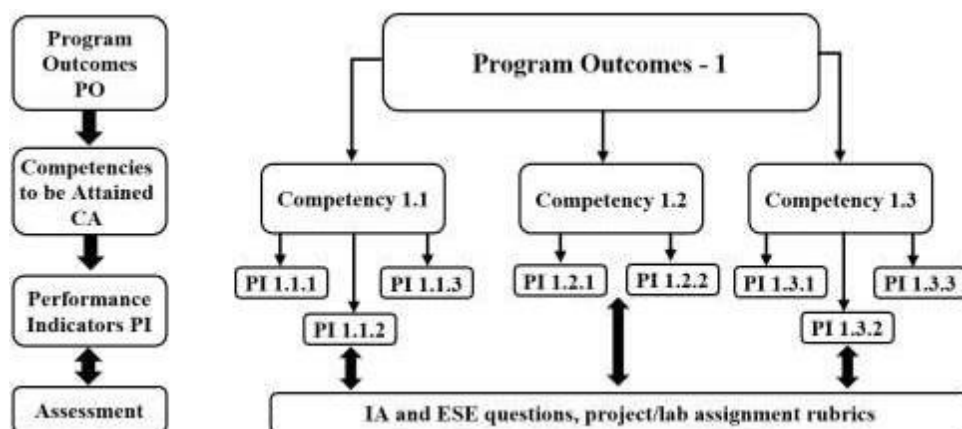 Program
Outcomes
PO
Competencies
to be Attained
CA
Performance
Indicators PI
Assessment
Program Outcomes - 1
Competency 1.1
Competency 1.2
Competency 1.3
PI 1.1.1
PI 1.1.3
PI 1.2.1
PI 1.2.2
PI 1.3.1
PI 1.3.3
PI 1.1.2
PI 1.3.2
IA and ESE questions, project/lab assignment rubrics